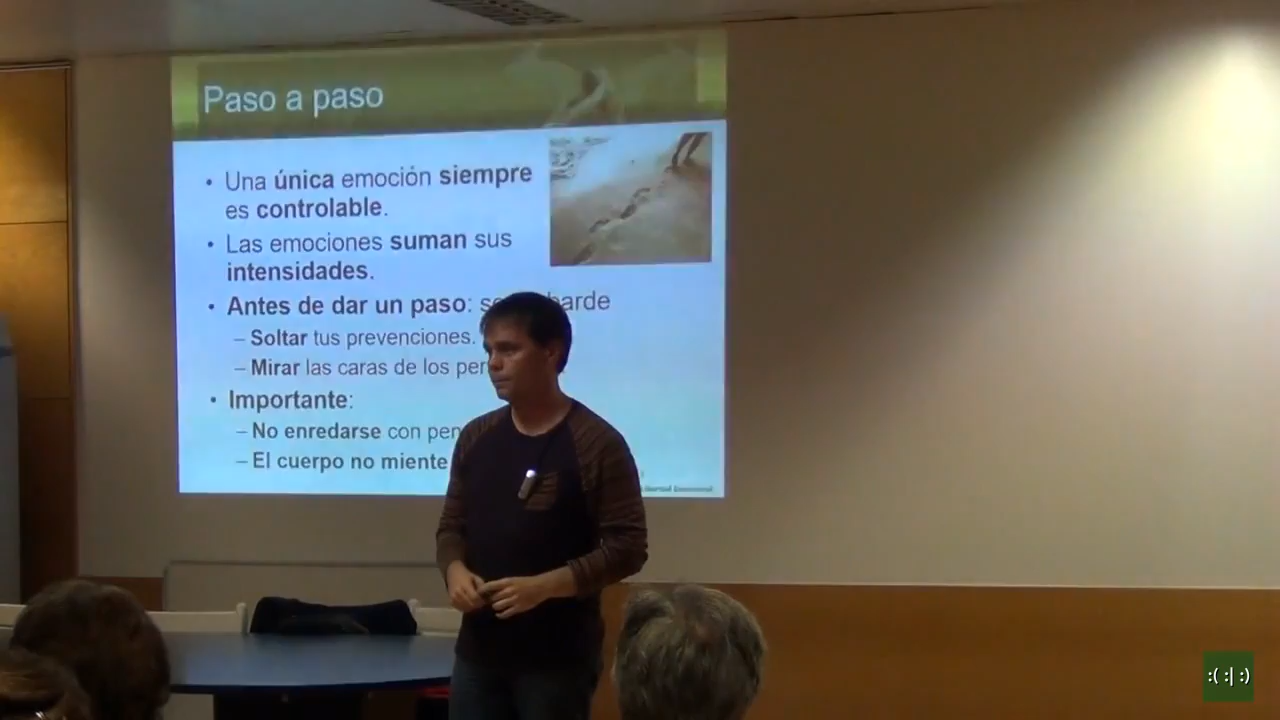 Paso a paso
• Una única emoción siempre
es controlable.
• Las emociones suman sus
intensidades.
• Antes de dar un paso:
– Soltar tus prevenciones.
– Mirar las caras de los
• Importante:
– No enredarse con
– El cuerpo no miente
:( :| :)